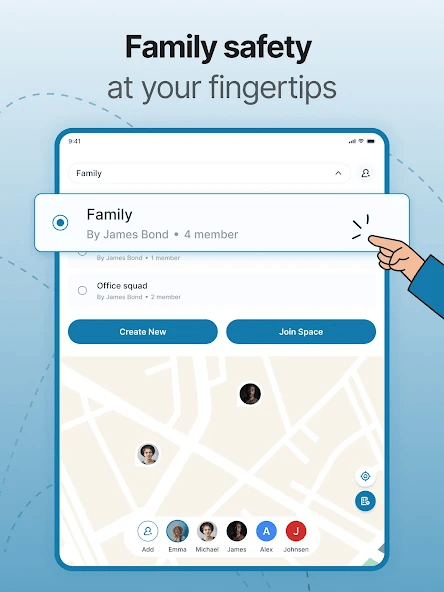 Family safety
at your fingertips
9:41
Family
Family
By James Bond • 4 member
By James Bond • 1 member
Office squad
By James Bond • 2 member
Create New
Join Space
A
J
Add
Emma
Michael
James
Alex
Johnsen